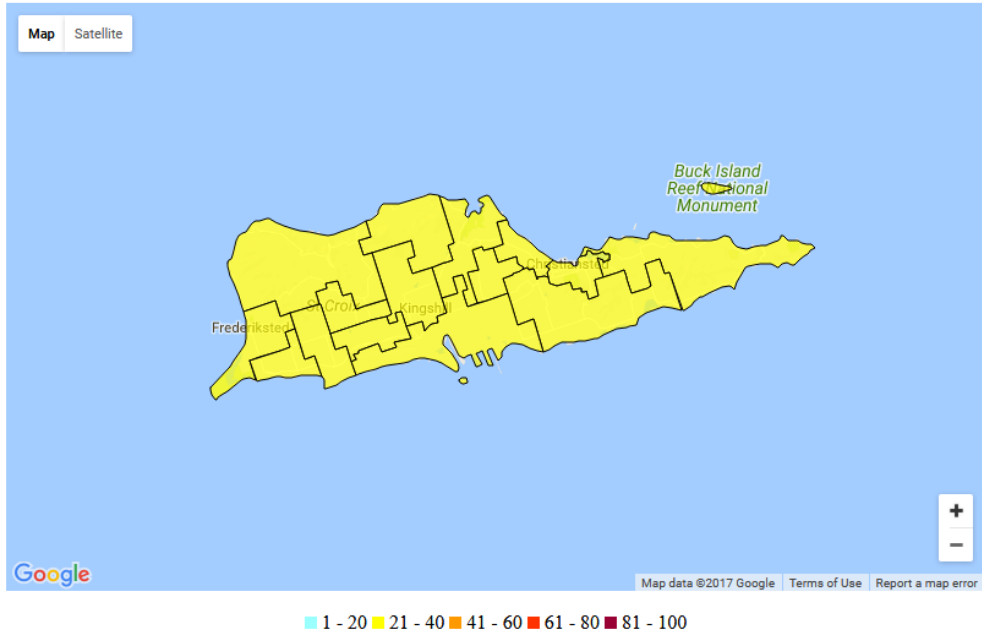 Map Satellite
Buck Island
Reef National
Monument
Christiansted
St Croix
Kingshill
Frederiksted
+
−
Google
Map data ©2017 Google Terms of Use Report a map error
1 - 20 21 - 40 41 - 60 61 - 80 81 - 100